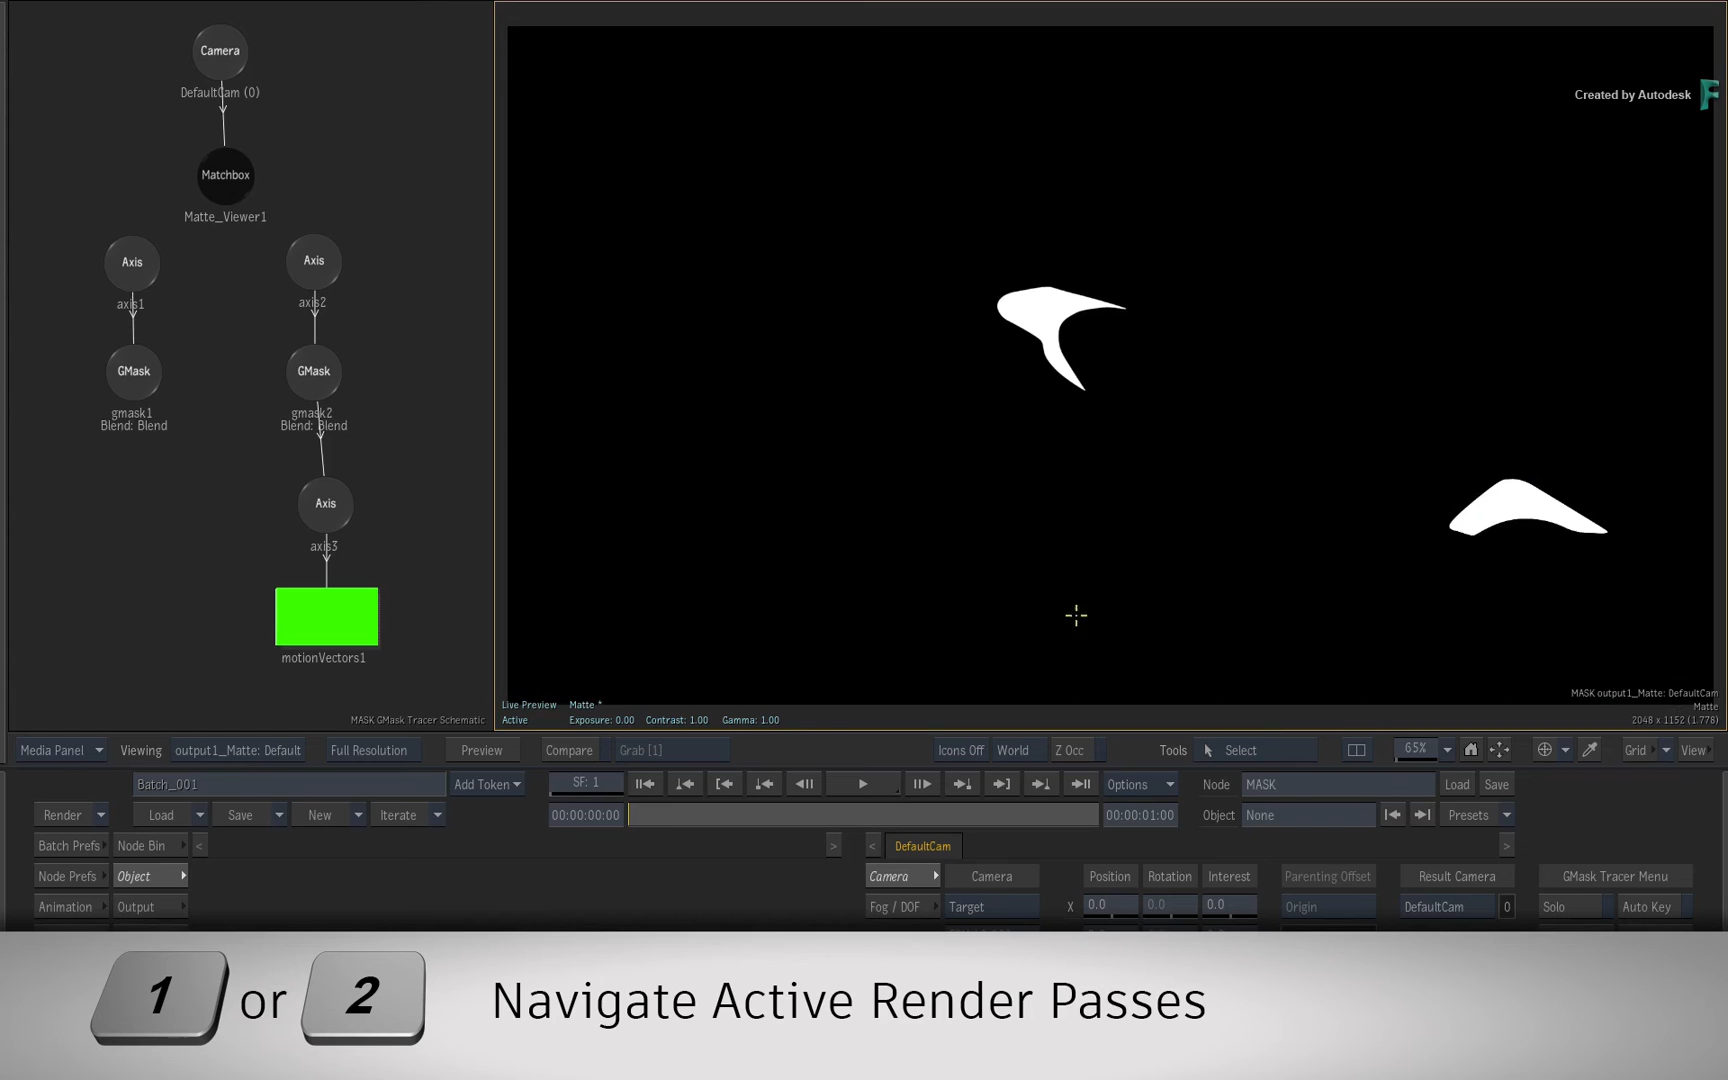 Camera
DefaultCam (0)
Matchbox
Matte_Viewer1
Axis
axis1
Axis
axis2
GMask
gmask1
Blend: Blend
GMask
gmask2
Blend: Blend
Axis
axis3
motionVectors1
MASK GMask Tracer Schematic
Created by Autodesk
Live Preview Matte *
Active Exposure: 0.00 Contrast: 1.00 Gamma: 1.00
MASK output1_Matte: DefaultCam
Matte
2048 x 1152 (1.778)
Media Panel Viewing output1_Matte: Default Full Resolution Preview Compare Grab [1] Icons Off World Z Occ Tools Select 65% Grid View
Batch_001 Add Token SF: 1 Options Node MASK Load Save
Render Load Save New Iterate 00:00:00:00 00:00:01:00 Object None Presets
Batch Prefs Node Bin < > < DefaultCam >
Node Prefs Object Camera Camera Position Rotation Interest Parenting Offset Result Camera GMask Tracer Menu
Animation Output Fog / DOF Target X 0.0 0.0 0.0 Origin DefaultCam 0 Solo Auto Key
1 or 2 Navigate Active Render Passes